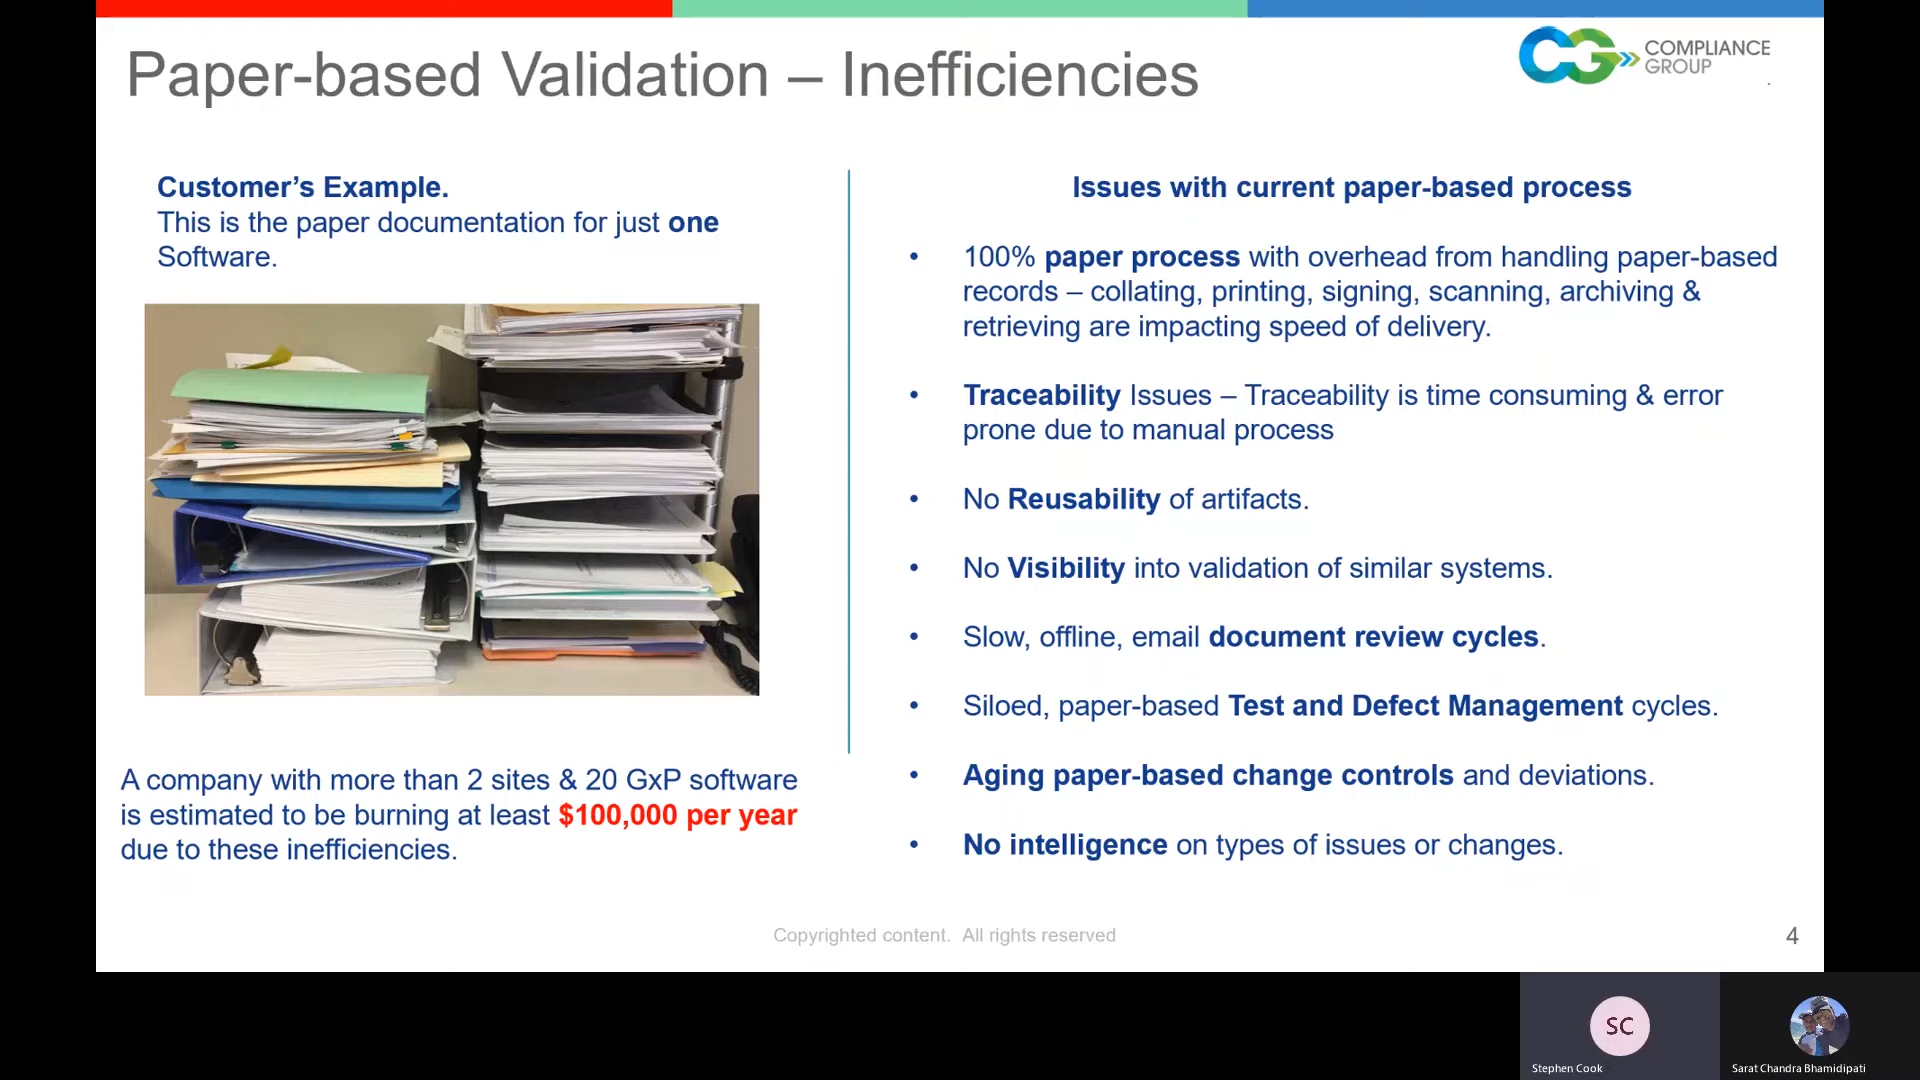 Paper-based Validation – Inefficiencies
COMPLIANCE
GROUP
Customer’s Example.
This is the paper documentation for just one
Software.
A company with more than 2 sites & 20 GxP software
is estimated to be burning at least $100,000 per year
due to these inefficiencies.
Issues with current paper-based process
• 100% paper process with overhead from handling paper-based
records – collating, printing, signing, scanning, archiving &
retrieving are impacting speed of delivery.
• Traceability Issues – Traceability is time consuming & error
prone due to manual process
• No Reusability of artifacts.
• No Visibility into validation of similar systems.
• Slow, offline, email document review cycles.
• Siloed, paper-based Test and Defect Management cycles.
• Aging paper-based change controls and deviations.
• No intelligence on types of issues or changes.
Copyrighted content. All rights reserved
4
SC
Stephen Cook
Sarat Chandra Bhamidipati